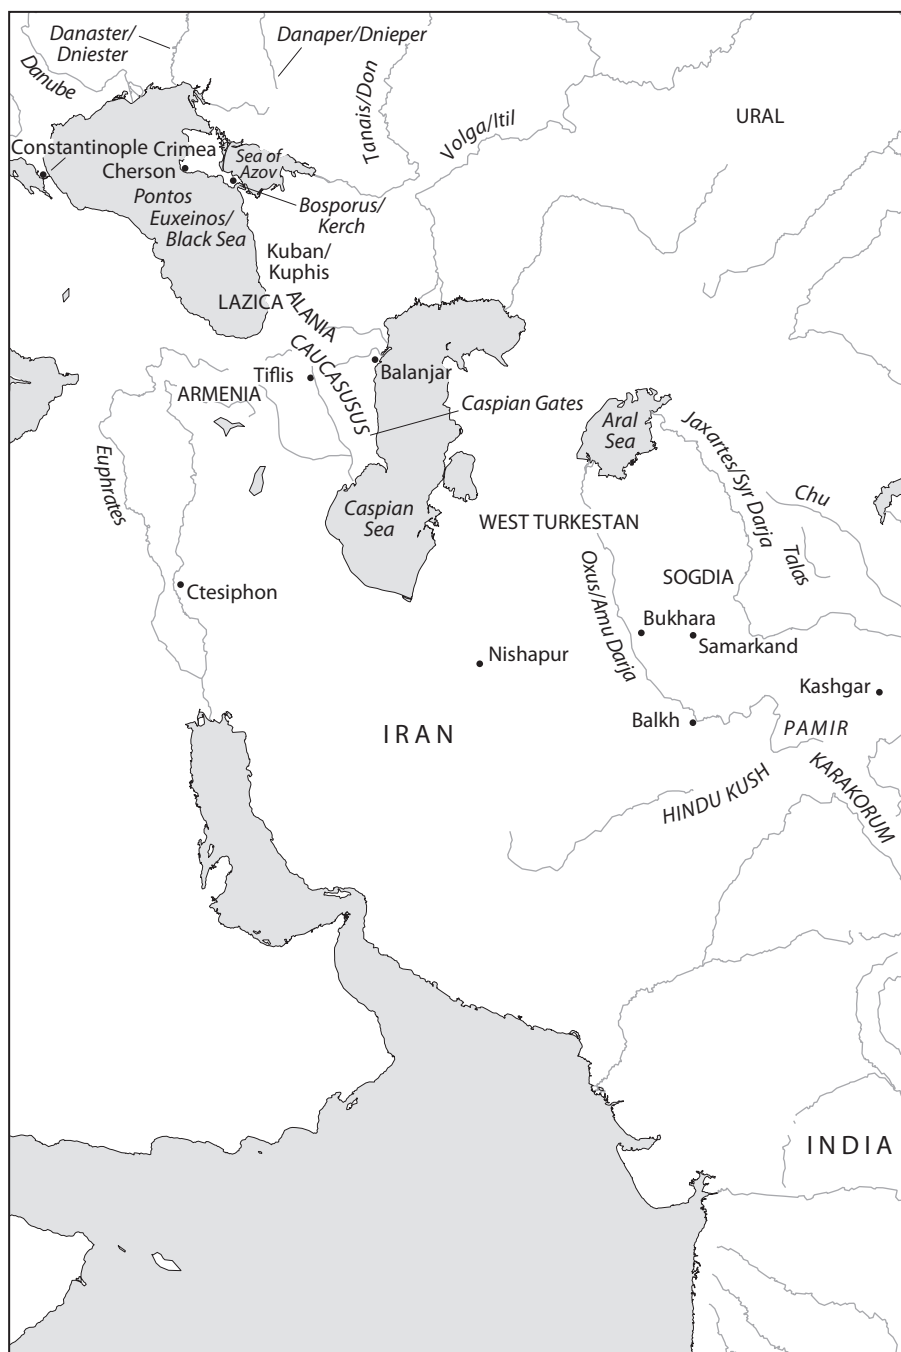 Danaster/
Dniester
Danaper/Dnieper
Danube
Tanais/Don
Volga/Itil
URAL
Constantinople
Crimea
Cherson
Sea of
Azov
Pontos
Euxeinos/
Black Sea
Bosporus/
Kerch
Kuban/
Kuphis
LAZICA
ALANIA
CAUCASUSUS
Tiflis
Balanjar
ARMENIA
Caspian Gates
Aral
Sea
Jaxartes/Syr Darja
Chu
Talas
Euphrates
Caspian
Sea
WEST TURKESTAN
Oxus/Amu Darja
SOGDIA
Ctesiphon
Bukhara
Samarkand
Nishapur
Kashgar
Balkh
PAMIR
IRAN
HINDU KUSH
KARAKORUM
INDIA